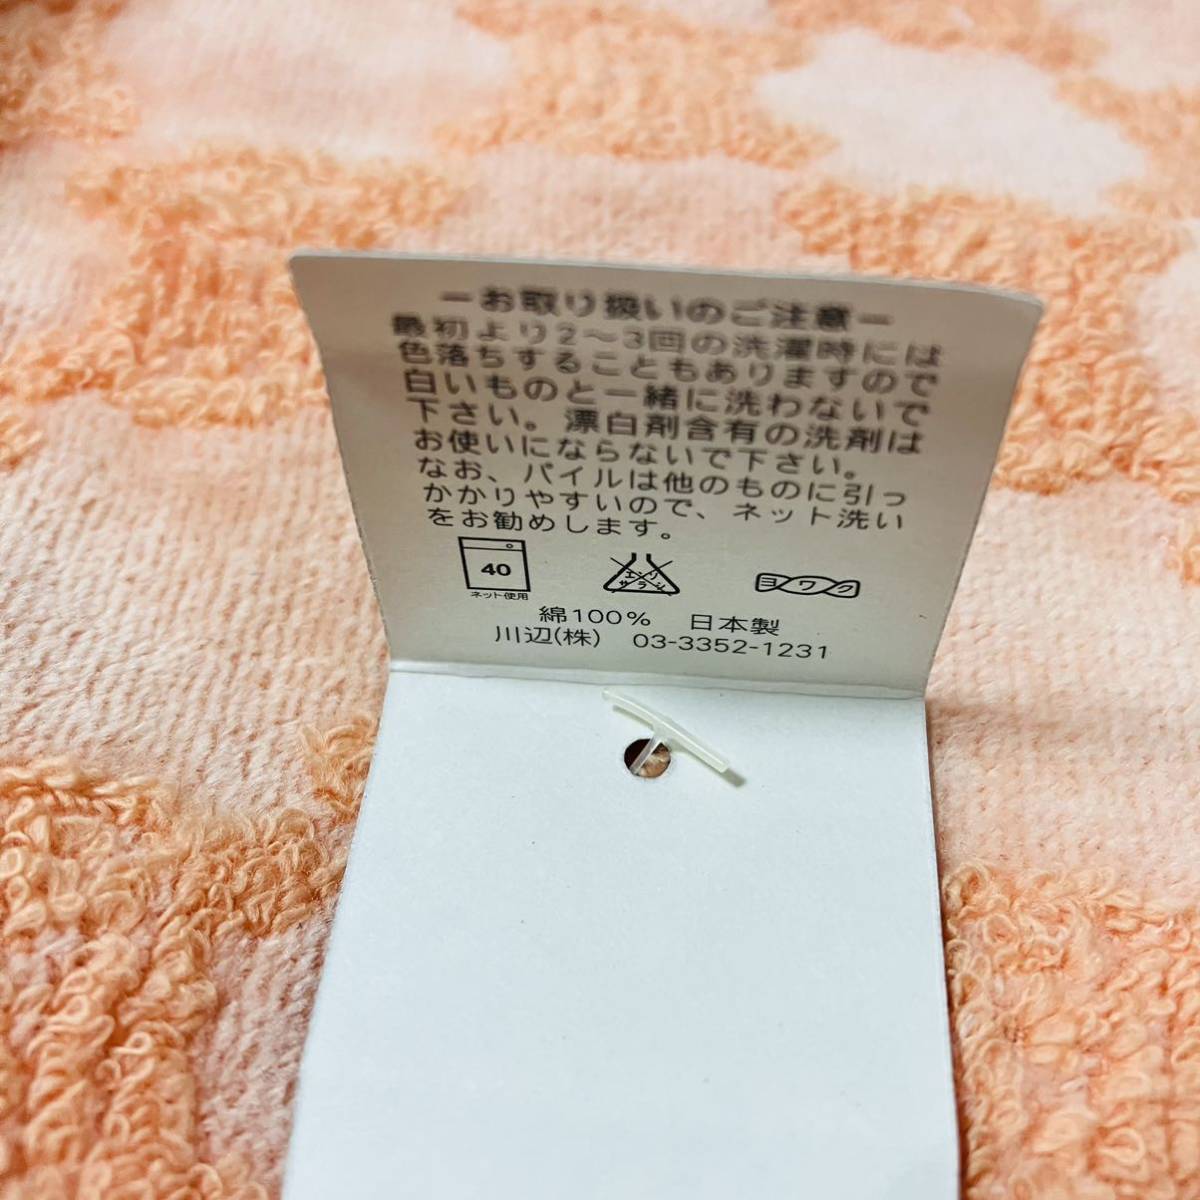 ーお取り扱いのご注意ー
最初より2〜3回の洗濯時には
色落ちすることもありますので
白いものと一緒に洗わないで
下さい。漂白剤含有の洗剤は
お使いにならないで下さい。
なお、パイルは他のものに引っ
かかりやすいので、ネット洗い
をお勧めします。
40
ネット使用
エンソ
サラシ
ヨワク
綿100% 日本製
川辺(株) 03-3352-1231